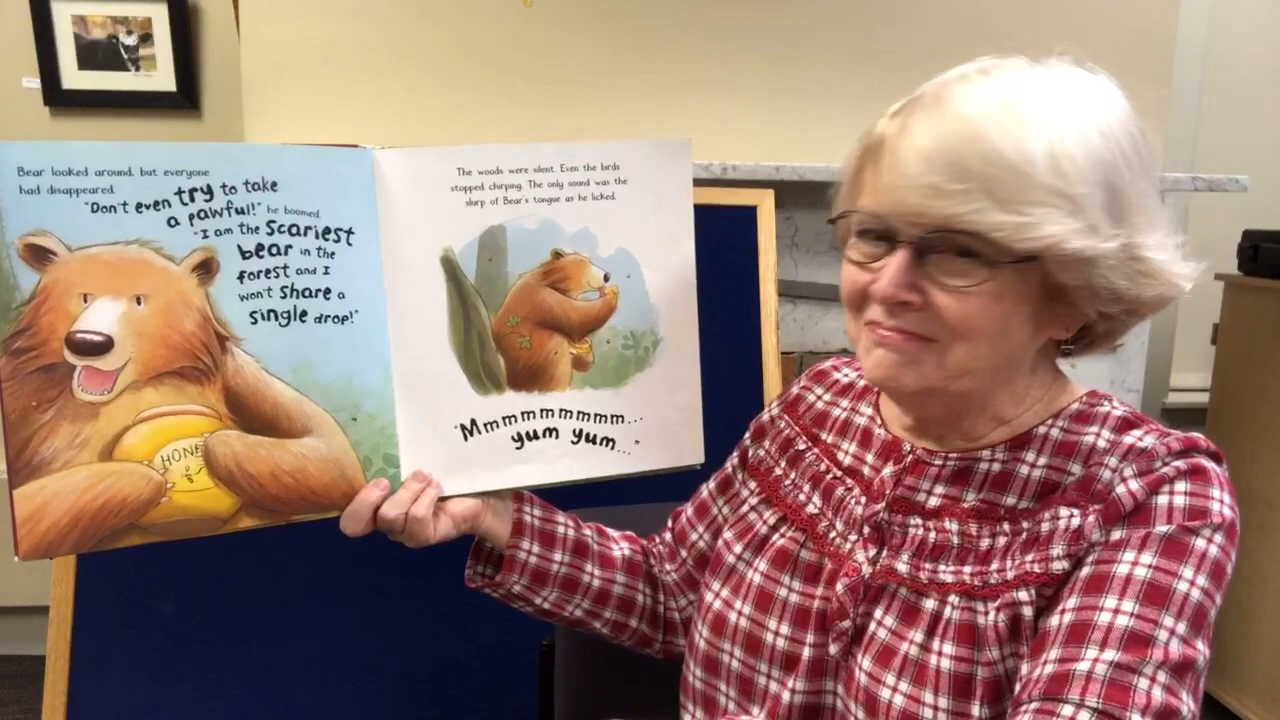 Bear looked around, but everyone
had disappeared.
"Don't even try to take
a pawful!" he boomed.
"I am the scariest
bear in the
forest and I
won't share a
single drop!"
HONEY
The woods were silent. Even the birds
stopped chirping. The only sound was the
slurp of Bear's tongue as he licked.
"Mmmmmmmmm...
yum yum..."